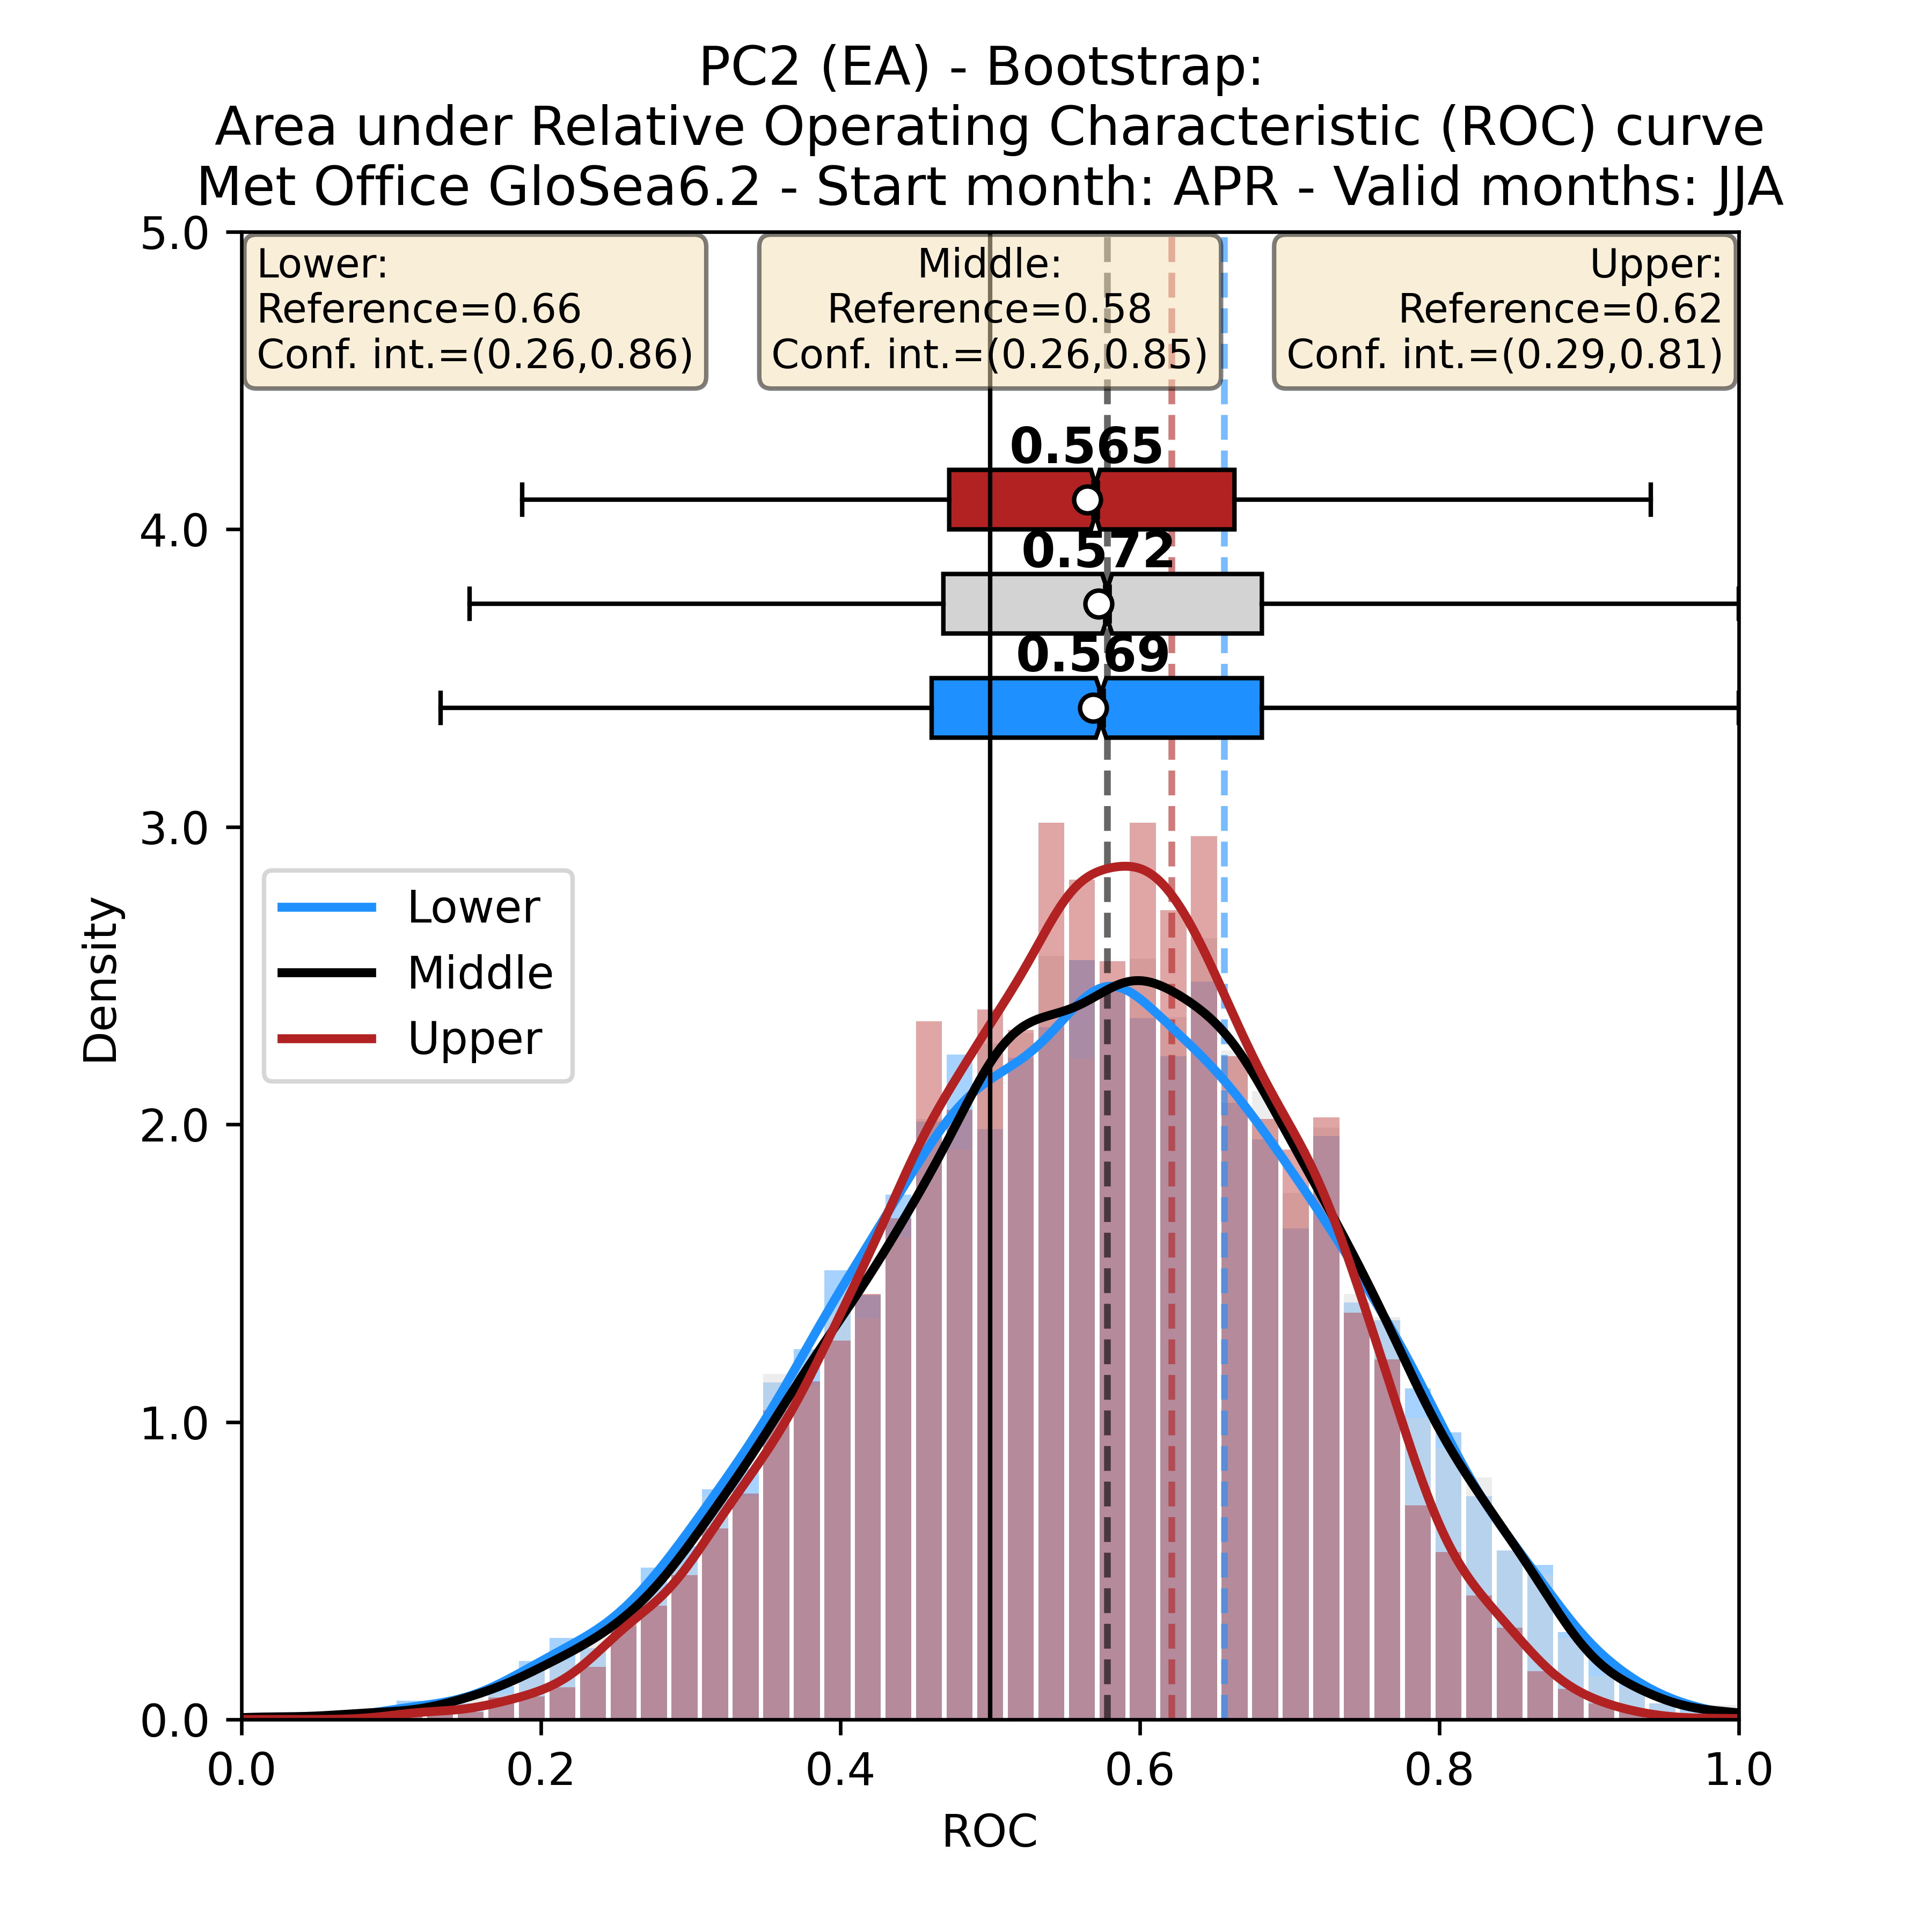 PC2 (EA) - Bootstrap:
Area under Relative Operating Characteristic (ROC) curve
Met Office GloSea6.2 - Start month: APR - Valid months: JJA
Lower:
Reference=0.66
Conf. int.=(0.26,0.86)
Middle:
Reference=0.58
Conf. int.=(0.26,0.85)
Upper:
Reference=0.62
Conf. int.=(0.29,0.81)
0.565
0.572
0.569
5.0
4.0
3.0
2.0
1.0
0.0
Density
Lower
Middle
Upper
0.0
0.2
0.4
0.6
0.8
1.0
ROC